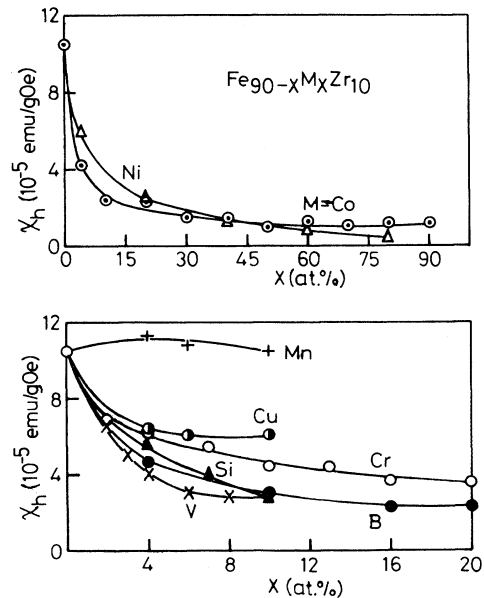 12
8
4
0
χh (10⁻⁵ emu/gOe)
Fe90-XMXZr10
Ni
M=Co
0 15 30 45 60 75 90
X (at.%)
12
8
4
0
χh (10⁻⁵ emu/gOe)
Mn
Cu
Cr
Si
V
B
4 8 12 16 20
X (at.%)